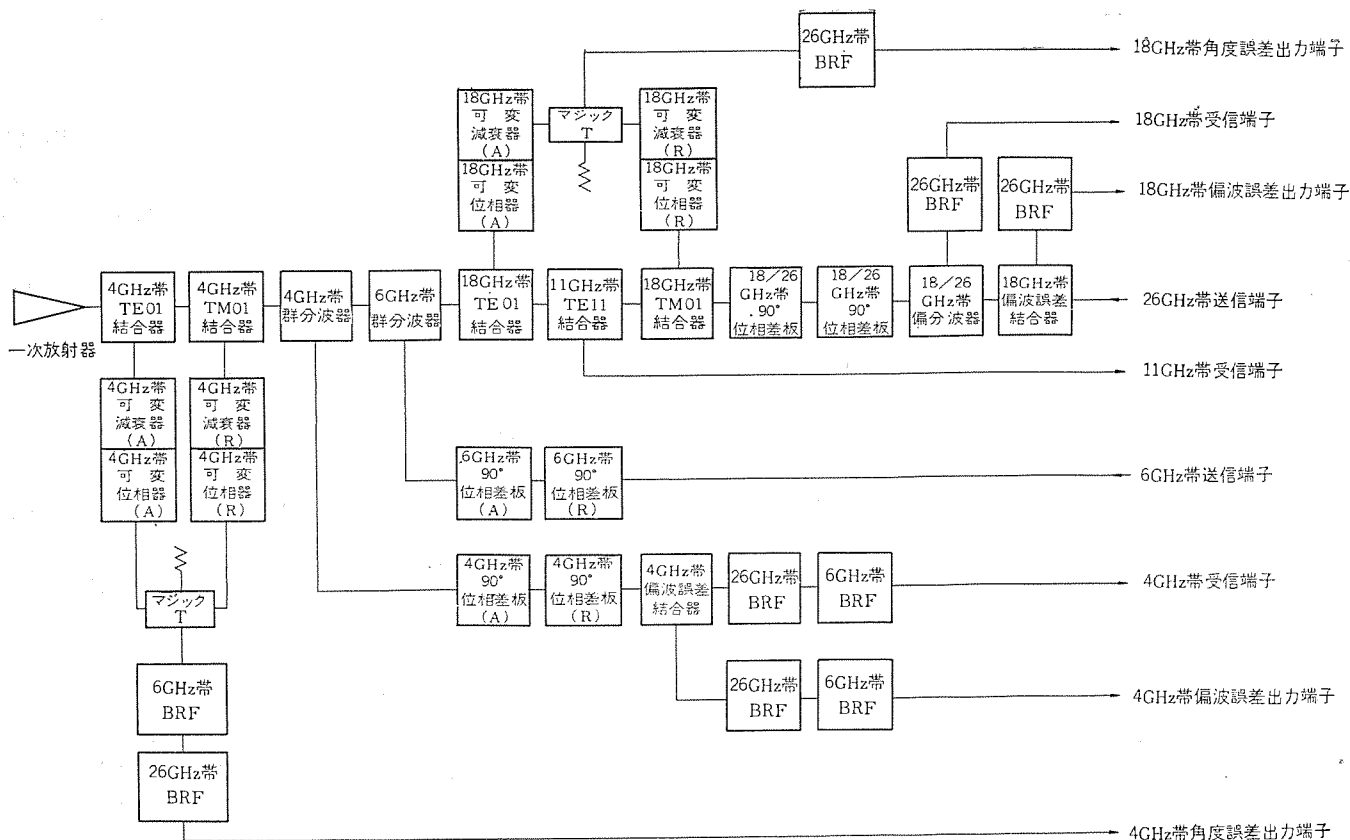 26GHz帯
BRF
18GHz帯角度誤差出力端子
18GHz帯
可変
減衰器
(A)
18GHz帯
可変
位相器
(A)
マジック
T
18GHz帯
可変
減衰器
(R)
18GHz帯
可変
位相器
(R)
18GHz帯受信端子
26GHz帯
BRF
26GHz帯
BRF
18GHz帯偏波誤差出力端子
一次放射器
4GHz帯
TE01
結合器
4GHz帯
TM01
結合器
4GHz帯
群分波器
6GHz帯
群分波器
18GHz帯
TE01
結合器
11GHz帯
TE11
結合器
18GHz帯
TM01
結合器
18/26
GHz帯
90°
位相差板
18/26
GHz帯
90°
位相差板
18/26
GHz帯
偏分波器
18GHz帯
偏波誤差
結合器
26GHz帯送信端子
11GHz帯受信端子
4GHz帯
可変
減衰器
(A)
4GHz帯
可変
位相器
(A)
4GHz帯
可変
減衰器
(R)
4GHz帯
可変
位相器
(R)
6GHz帯
90°
位相差板
(A)
6GHz帯
90°
位相差板
(R)
6GHz帯送信端子
4GHz帯
90°
位相差板
(A)
4GHz帯
90°
位相差板
(R)
4GHz帯
偏波誤差
結合器
26GHz帯
BRF
6GHz帯
BRF
4GHz帯受信端子
マジック
T
6GHz帯
BRF
26GHz帯
BRF
26GHz帯
BRF
6GHz帯
BRF
4GHz帯偏波誤差出力端子
4GHz帯角度誤差出力端子